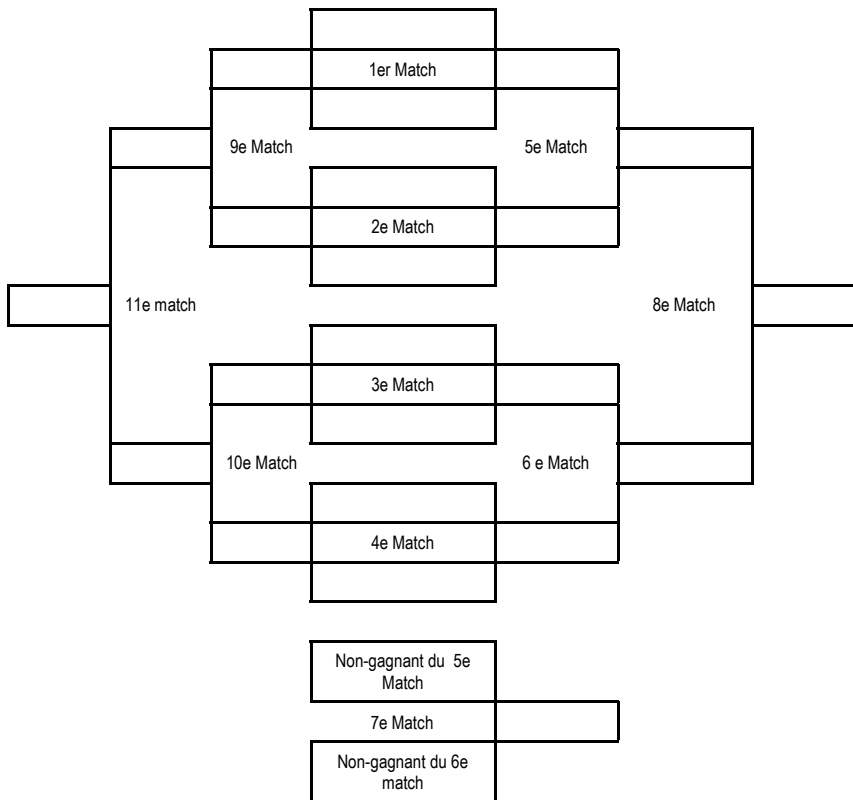 1er Match
9e Match
5e Match
2e Match
11e match
8e Match
3e Match
10e Match
6 e Match
4e Match
Non-gagnant du 5e
Match
7e Match
Non-gagnant du 6e
match